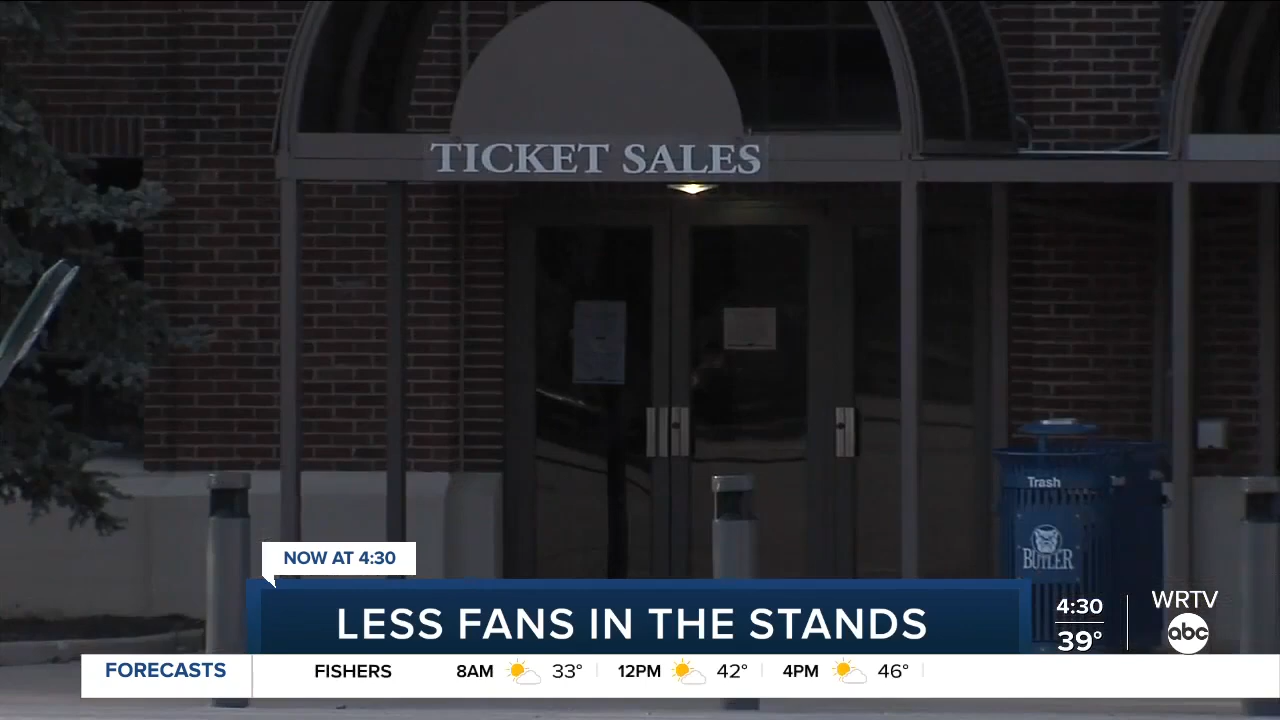 TICKET SALES
Trash
BUTLER
NOW AT 4:30
LESS FANS IN THE STANDS
4:30
39°
WRTV
abc
FORECASTS FISHERS 8AM 33° 12PM 42° 4PM 46°